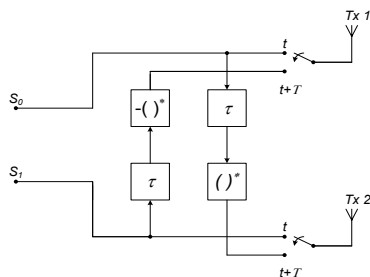 Tx 1
t
t+T
S0
-( )*
τ
S1
τ
( )*
Tx 2
t
t+T